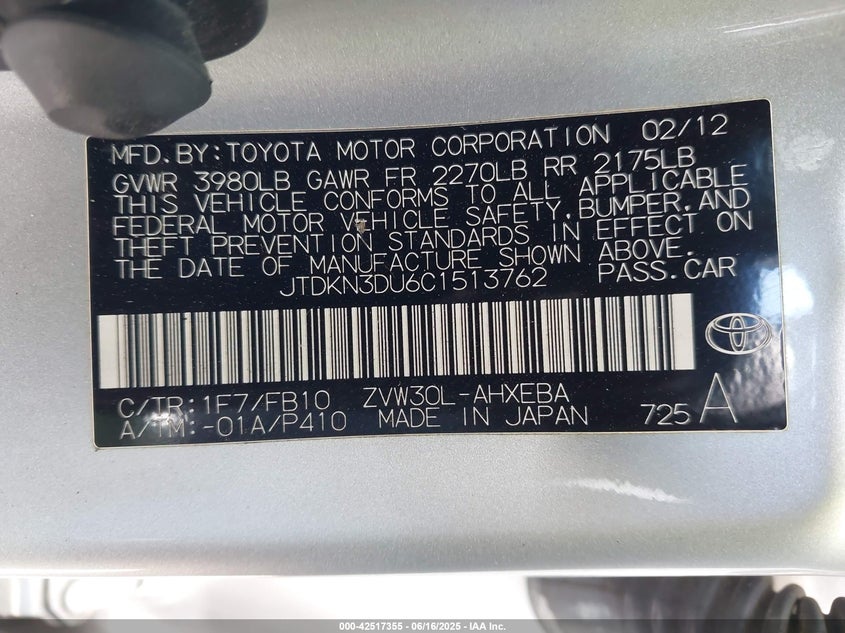 MFD.BY:TOYOTA MOTOR CORPORATION 02/12
GVWR 3980LB GAWR FR 2270LB RR 2175LB
THIS VEHICLE CONFORMS TO ALL APPLICABLE
FEDERAL MOTOR VEHICLE SAFETY,BUMPER,AND
THEFT PREVENTION STANDARDS IN EFFECT ON
THE DATE OF MANUFACTURE SHOWN ABOVE.
JTDKN3DU6C1513762 PASS.CAR
C/TR:1F7/FB10 ZVW30L-AHXEBA
A/TM:-01A/P410 MADE IN JAPAN 725 A
000-42517355 - 06/16/2025 - IAA Inc.